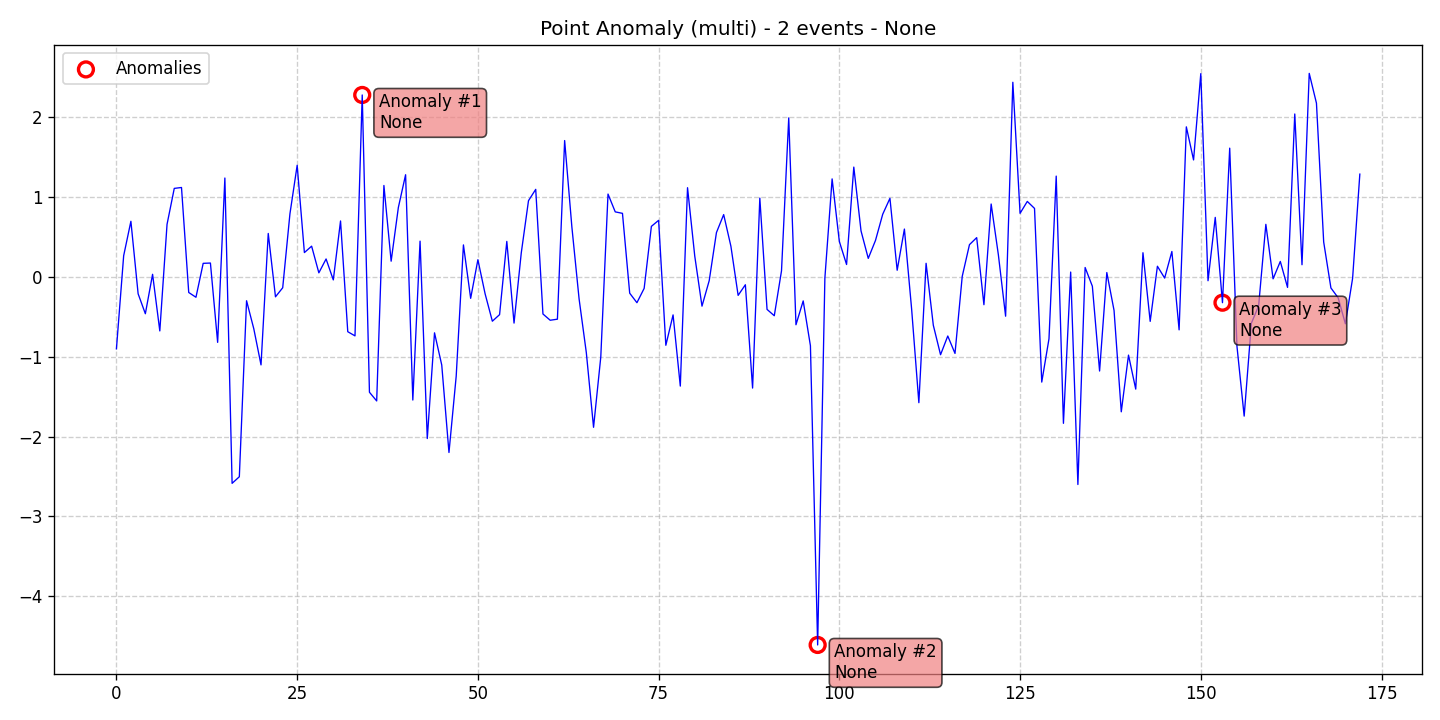 Point Anomaly (multi) - 2 events - None
Anomalies
Anomaly #1
None
Anomaly #3
None
Anomaly #2
None
2
1
0
−1
−2
−3
−4
0 25 50 75 100 125 150 175